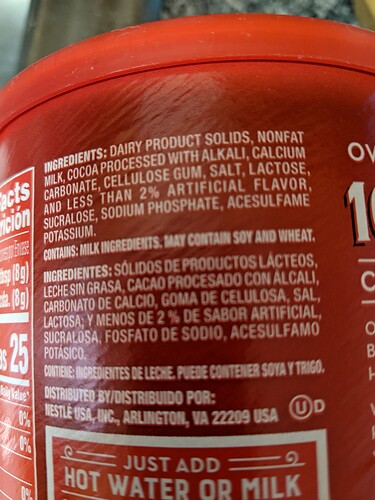 INGREDIENTS: DAIRY PRODUCT SOLIDS, NONFAT
MILK, COCOA PROCESSED WITH ALKALI, CALCIUM
CARBONATE, CELLULOSE GUM, SALT, LACTOSE,
AND LESS THAN 2% ARTIFICIAL FLAVOR,
SUCRALOSE, SODIUM PHOSPHATE, ACESULFAME
POTASSIUM.
CONTAINS: MILK INGREDIENTS. MAY CONTAIN SOY AND WHEAT.
INGREDIENTES: SÓLIDOS DE PRODUCTOS LÁCTEOS,
LECHE SIN GRASA, CACAO PROCESADO CON ÁLCALI,
CARBONATO DE CALCIO, GOMA DE CELULOSA, SAL,
LACTOSA; Y MENOS DE 2 % DE SABOR ARTIFICIAL,
SUCRALOSA, FOSFATO DE SODIO, ACESULFAMO
POTÁSICO.
CONTIENE: INGREDIENTES DE LECHE. PUEDE CONTENER SOYA Y TRIGO.
DISTRIBUTED BY/DISTRIBUIDO POR:
NESTLÉ USA, INC., ARLINGTON, VA 22209 USA
U D
JUST ADD
HOT WATER OR MILK
Facts
(8g)
(8g)
25
0%
0%